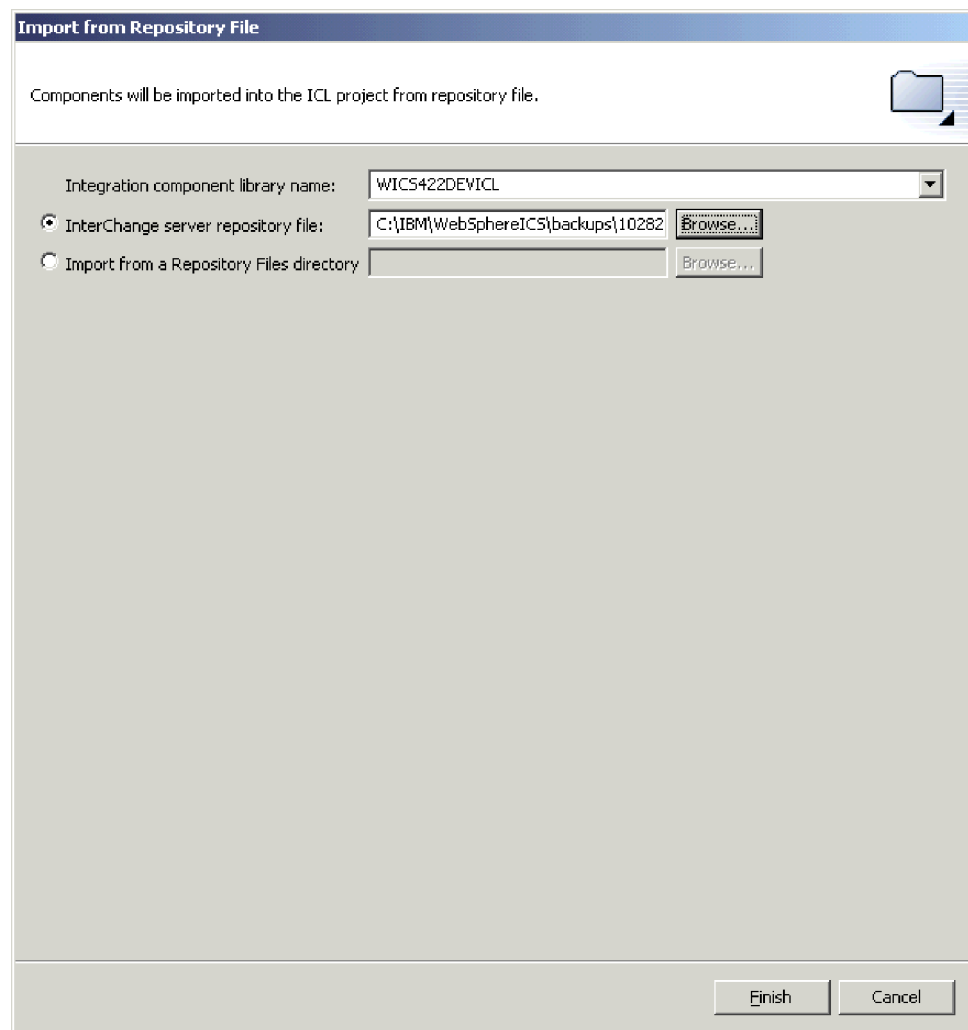 Import from Repository File
Components will be imported into the ICL project from repository file.
Integration component library name: WICS422DEVICL
InterChange server repository file: C:\IBM\WebSphereICS\backups\10282 Browse...
Import from a Repository Files directory Browse...
Finish Cancel